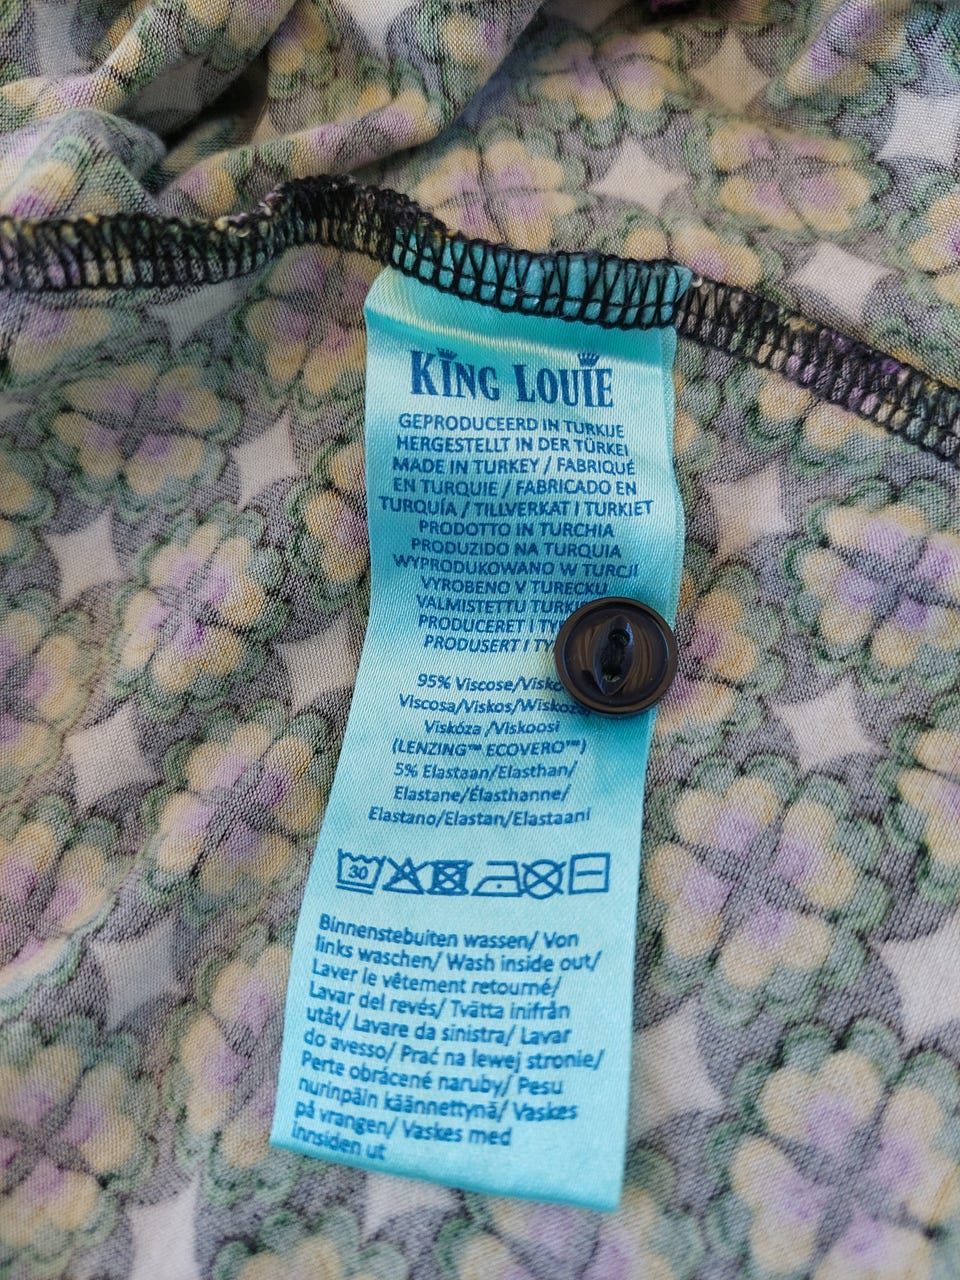 KING LOUIE
GEPRODUCEERD IN TURKIJE
HERGESTELLT IN DER TÜRKEI
MADE IN TURKEY / FABRIQUÉ
EN TURQUIE / FABRICADO EN
TURQUÍA / TILLVERKAT I TURKIET
PRODOTTO IN TURCHIA
PRODUZIDO NA TURQUIA
WYPRODUKOWANO W TURCJI
VYROBENO V TURECKU
VALMISTETTU
PRODUCERET I
PRODUSERT I
95% Viscose/
Viscosa/Viskos/
Viskóza /Viskoosi
(LENZING™ ECOVERO™)
5% Elastaan/Elasthan/
Elastane/Élasthanne/
Elastano/Elastan/Elastaani
30
Binnenstebuiten wassen/ Von
links waschen/ Wash inside out/
Laver le vêtement retourné/
Lavar del revés/ Tvätta inifrån
utåt/ Lavare da sinistra/ Lavar
do avesso/ Prać na lewej stronie/
Perte obrácené naruby/ Pesu
nurinpäin käännettynä/ Vaskes
på vrangen/ Vaskes med
innsiden ut